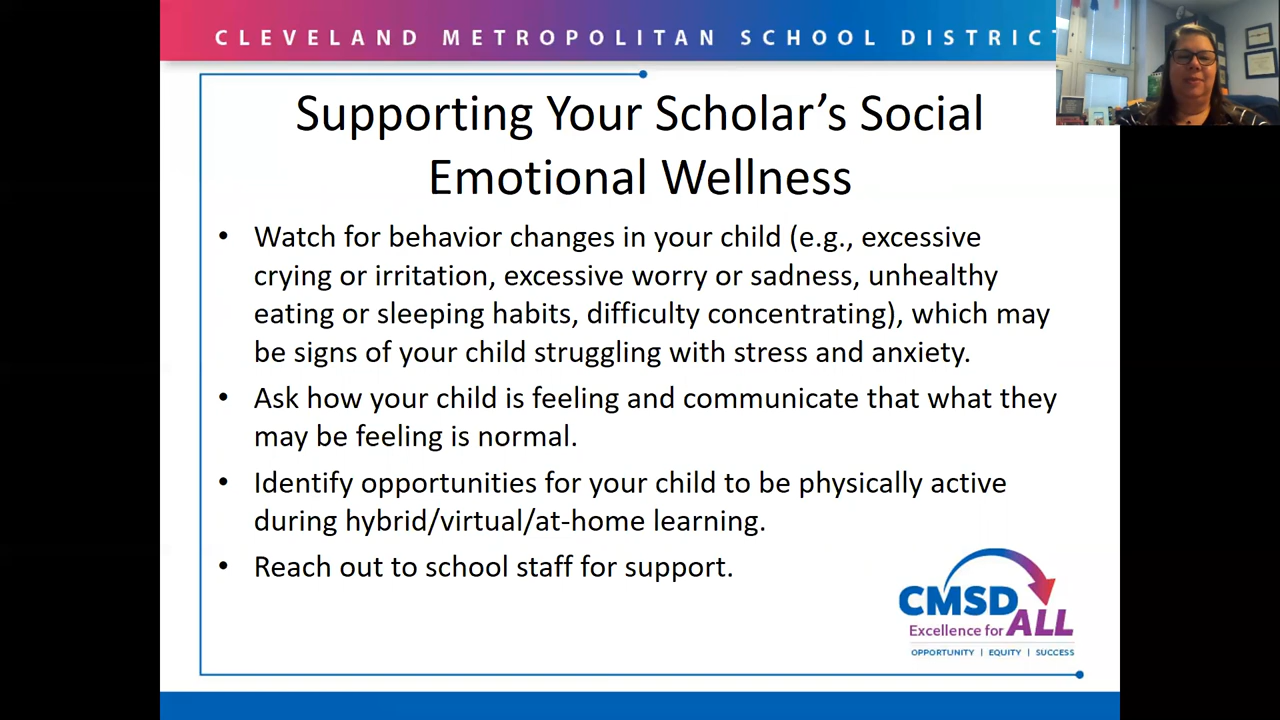 CLEVELAND METROPOLITAN SCHOOL DISTRICT
Supporting Your Scholar’s Social
Emotional Wellness
• Watch for behavior changes in your child (e.g., excessive
crying or irritation, excessive worry or sadness, unhealthy
eating or sleeping habits, difficulty concentrating), which may
be signs of your child struggling with stress and anxiety.
• Ask how your child is feeling and communicate that what they
may be feeling is normal.
• Identify opportunities for your child to be physically active
during hybrid/virtual/at-home learning.
• Reach out to school staff for support.
CMSD
Excellence for ALL
OPPORTUNITY | EQUITY | SUCCESS